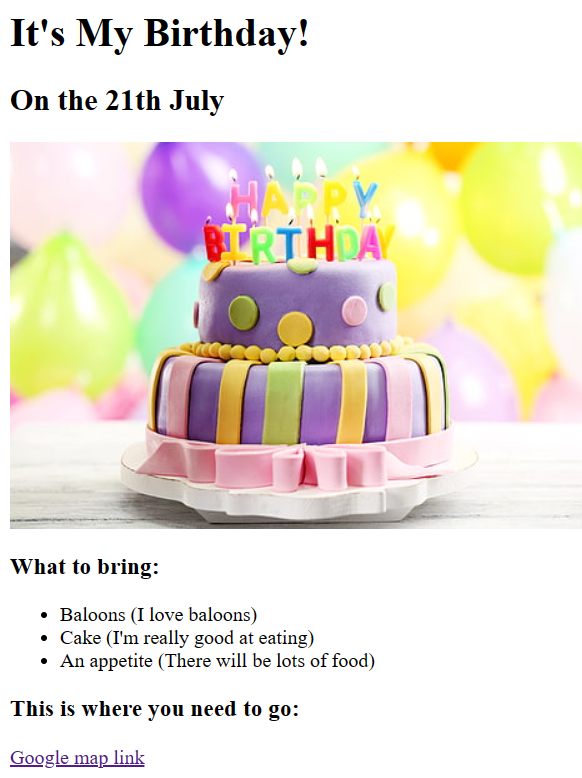 It's My Birthday!
On the 21th July
HAPPY
BIRTHDAY
What to bring:
Baloons (I love baloons)
Cake (I'm really good at eating)
An appetite (There will be lots of food)
This is where you need to go:
Google map link